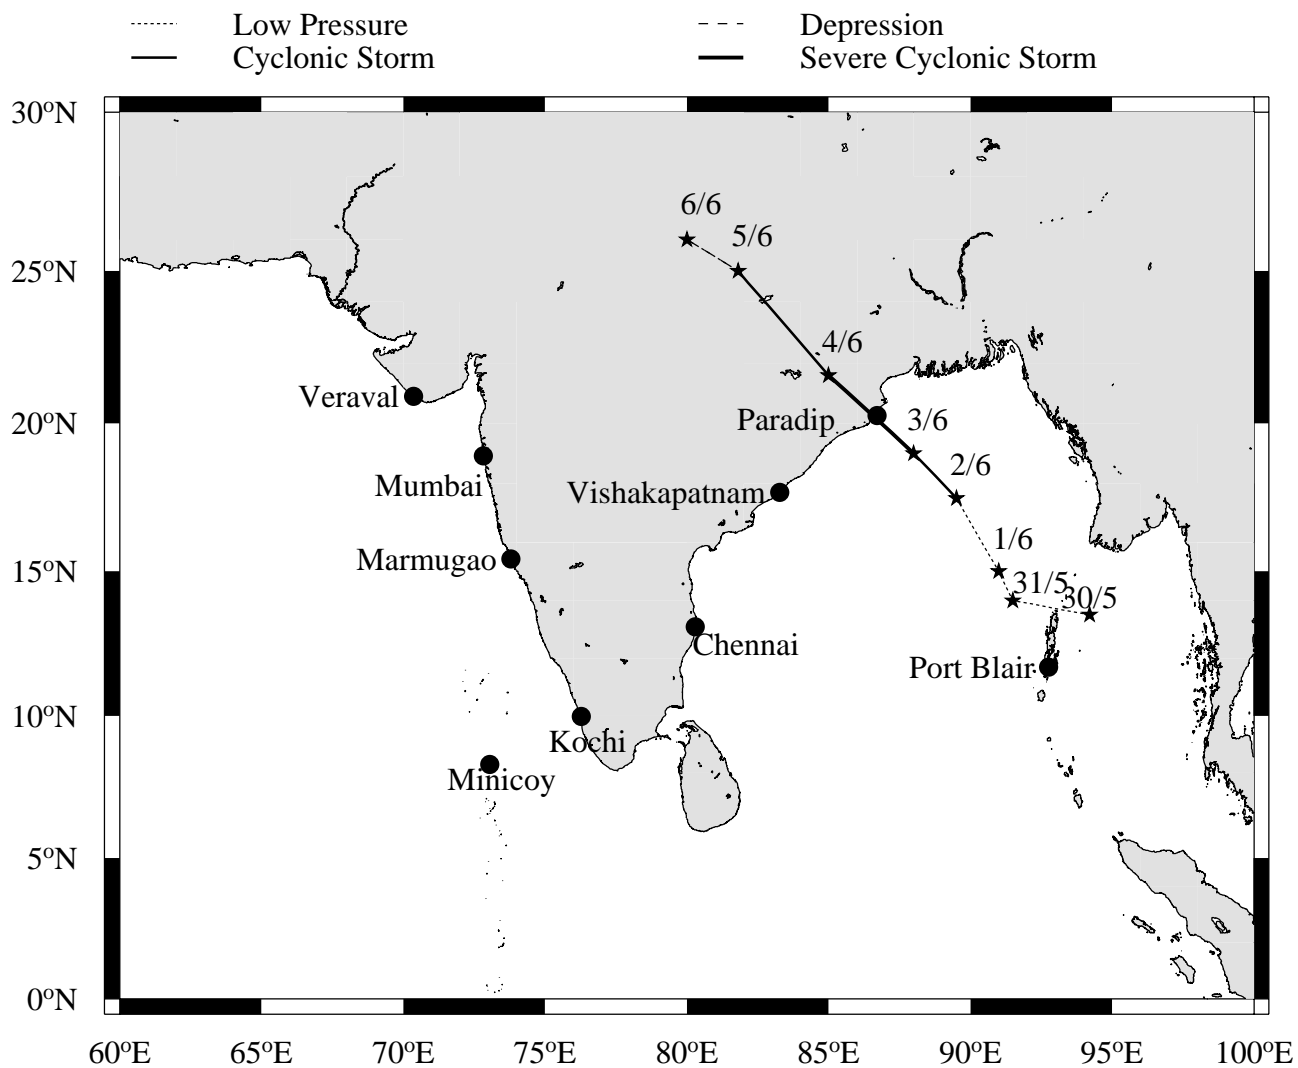 Low Pressure
Depression
Cyclonic Storm
Severe Cyclonic Storm
30ºN
6/6
5/6
25ºN
4/6
Veraval
20ºN
Paradip
3/6
2/6
Mumbai
Vishakapatnam
1/6
Marmugao
15ºN
31/5
30/5
Chennai
Port Blair
10ºN
Kochi
Minicoy
5ºN
0ºN
60ºE 65ºE 70ºE 75ºE 80ºE 85ºE 90ºE 95ºE 100ºE